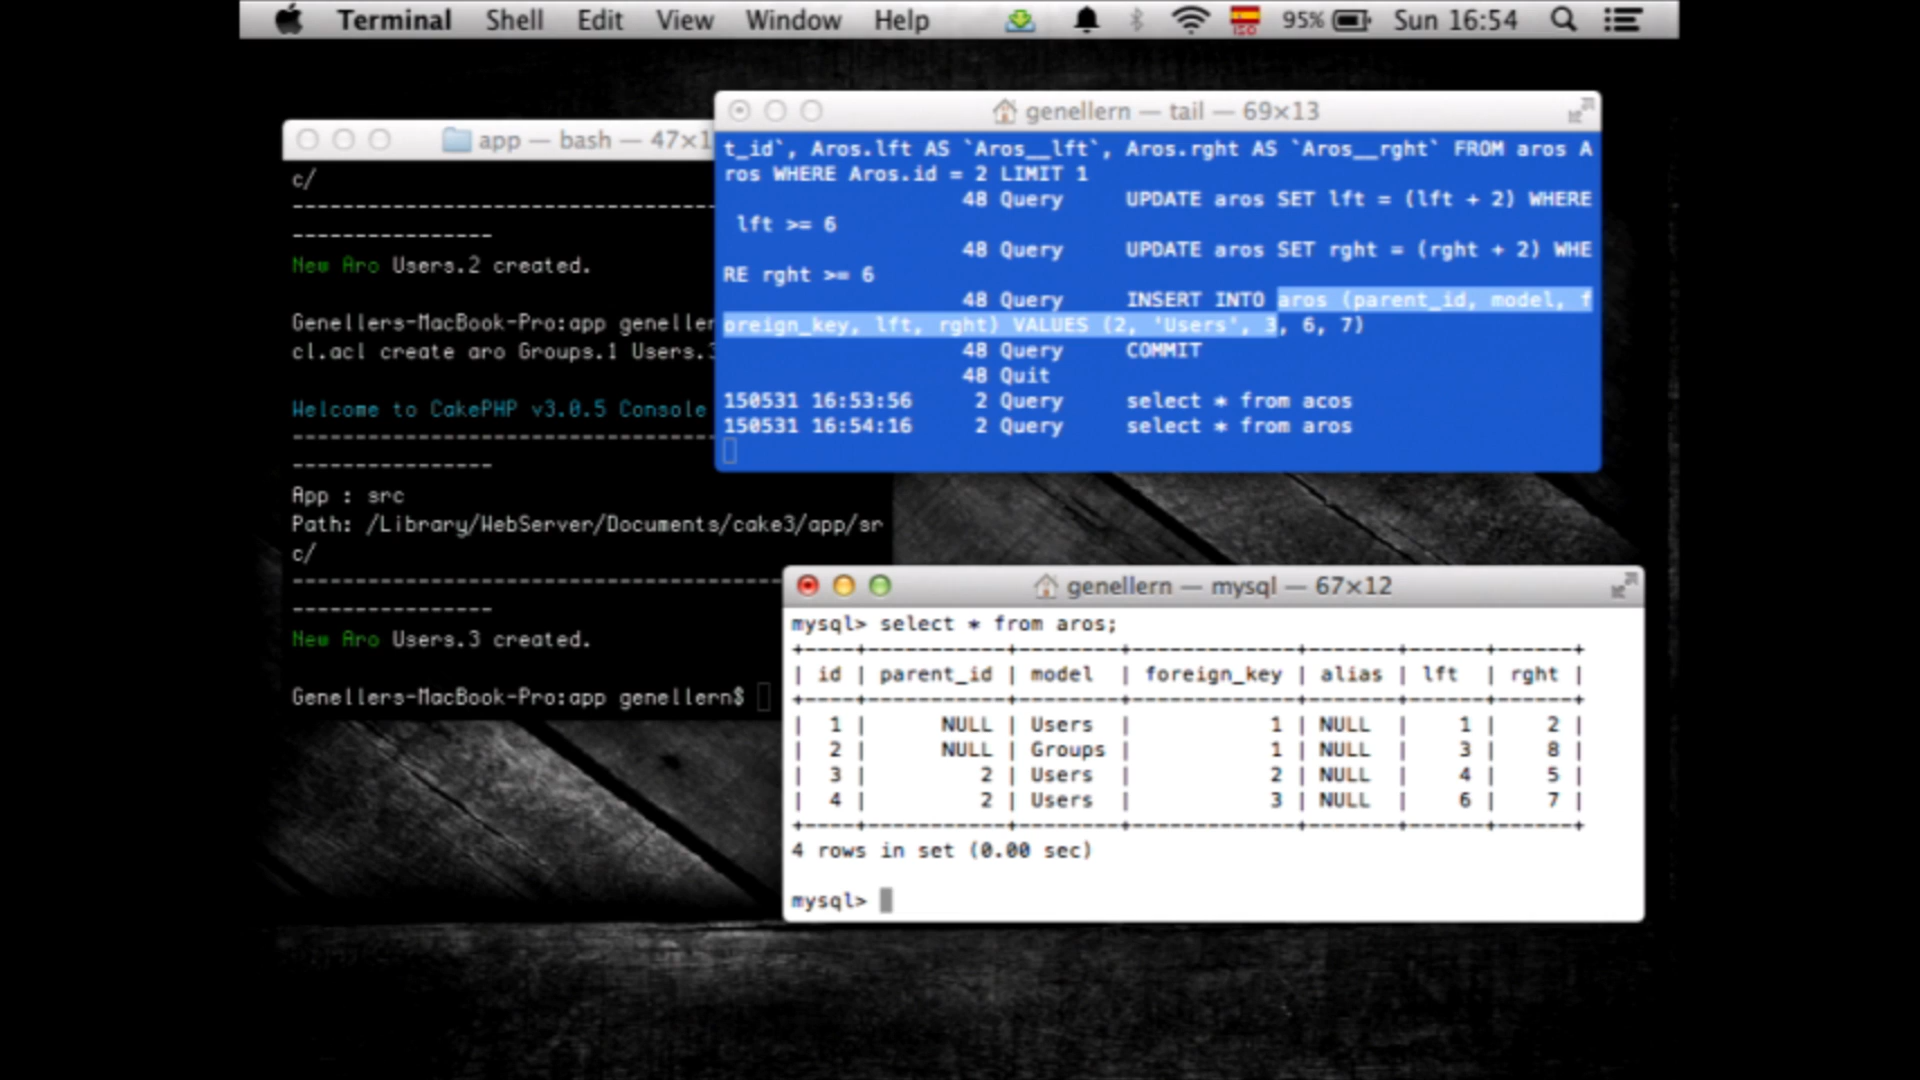 Terminal Shell Edit View Window Help 95% Sun 16:54
ISO
app — bash — 47×1
c/
-----------------------------------
----------------
New Aro Users.2 created.
Genellers-MacBook-Pro:app geneller
cl.acl create aro Groups.1 Users.3
Welcome to CakePHP v3.0.5 Console
-----------------------------------
----------------
App : src
Path: /Library/WebServer/Documents/cake3/app/sr
c/
---------------------------------------
----------------
New Aro Users.3 created.
Genellers-MacBook-Pro:app genellern$
genellern — tail — 69×13
t_id`, Aros.lft AS `Aros__lft`, Aros.rght AS `Aros__rght` FROM aros A
ros WHERE Aros.id = 2 LIMIT 1
48 Query UPDATE aros SET lft = (lft + 2) WHERE
lft >= 6
48 Query UPDATE aros SET rght = (rght + 2) WHE
RE rght >= 6
48 Query INSERT INTO aros (parent_id, model, f
oreign_key, lft, rght) VALUES (2, 'Users', 3, 6, 7)
48 Query COMMIT
48 Quit
150531 16:53:56 2 Query select * from acos
150531 16:54:16 2 Query select * from aros
genellern — mysql — 67×12
mysql> select * from aros;
+----+-----------+--------+-------------+-------+------+------+
| id | parent_id | model | foreign_key | alias | lft | rght |
+----+-----------+--------+-------------+-------+------+------+
| 1 | NULL | Users | 1 | NULL | 1 | 2 |
| 2 | NULL | Groups | 1 | NULL | 3 | 8 |
| 3 | 2 | Users | 2 | NULL | 4 | 5 |
| 4 | 2 | Users | 3 | NULL | 6 | 7 |
+----+-----------+--------+-------------+-------+------+------+
4 rows in set (0.00 sec)
mysql>